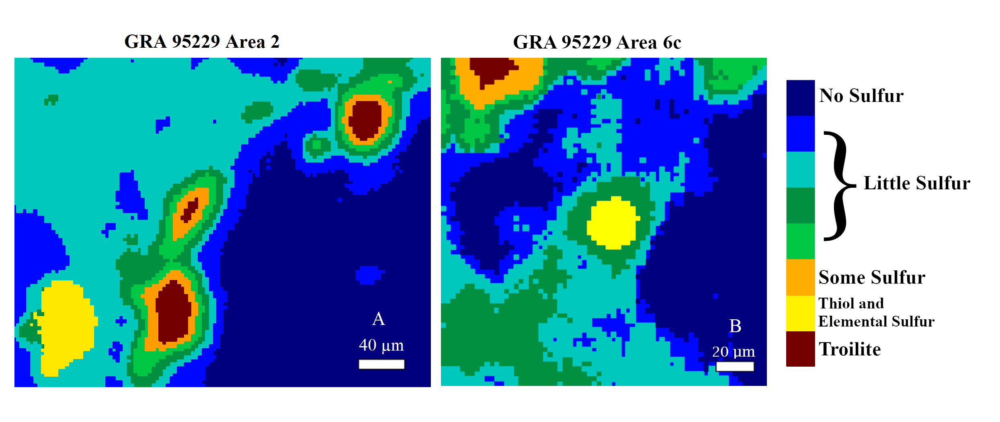 GRA 95229 Area 2
GRA 95229 Area 6c
A
40 µm
B
20 µm
No Sulfur
Little Sulfur
Some Sulfur
Thiol and
Elemental Sulfur
Troilite